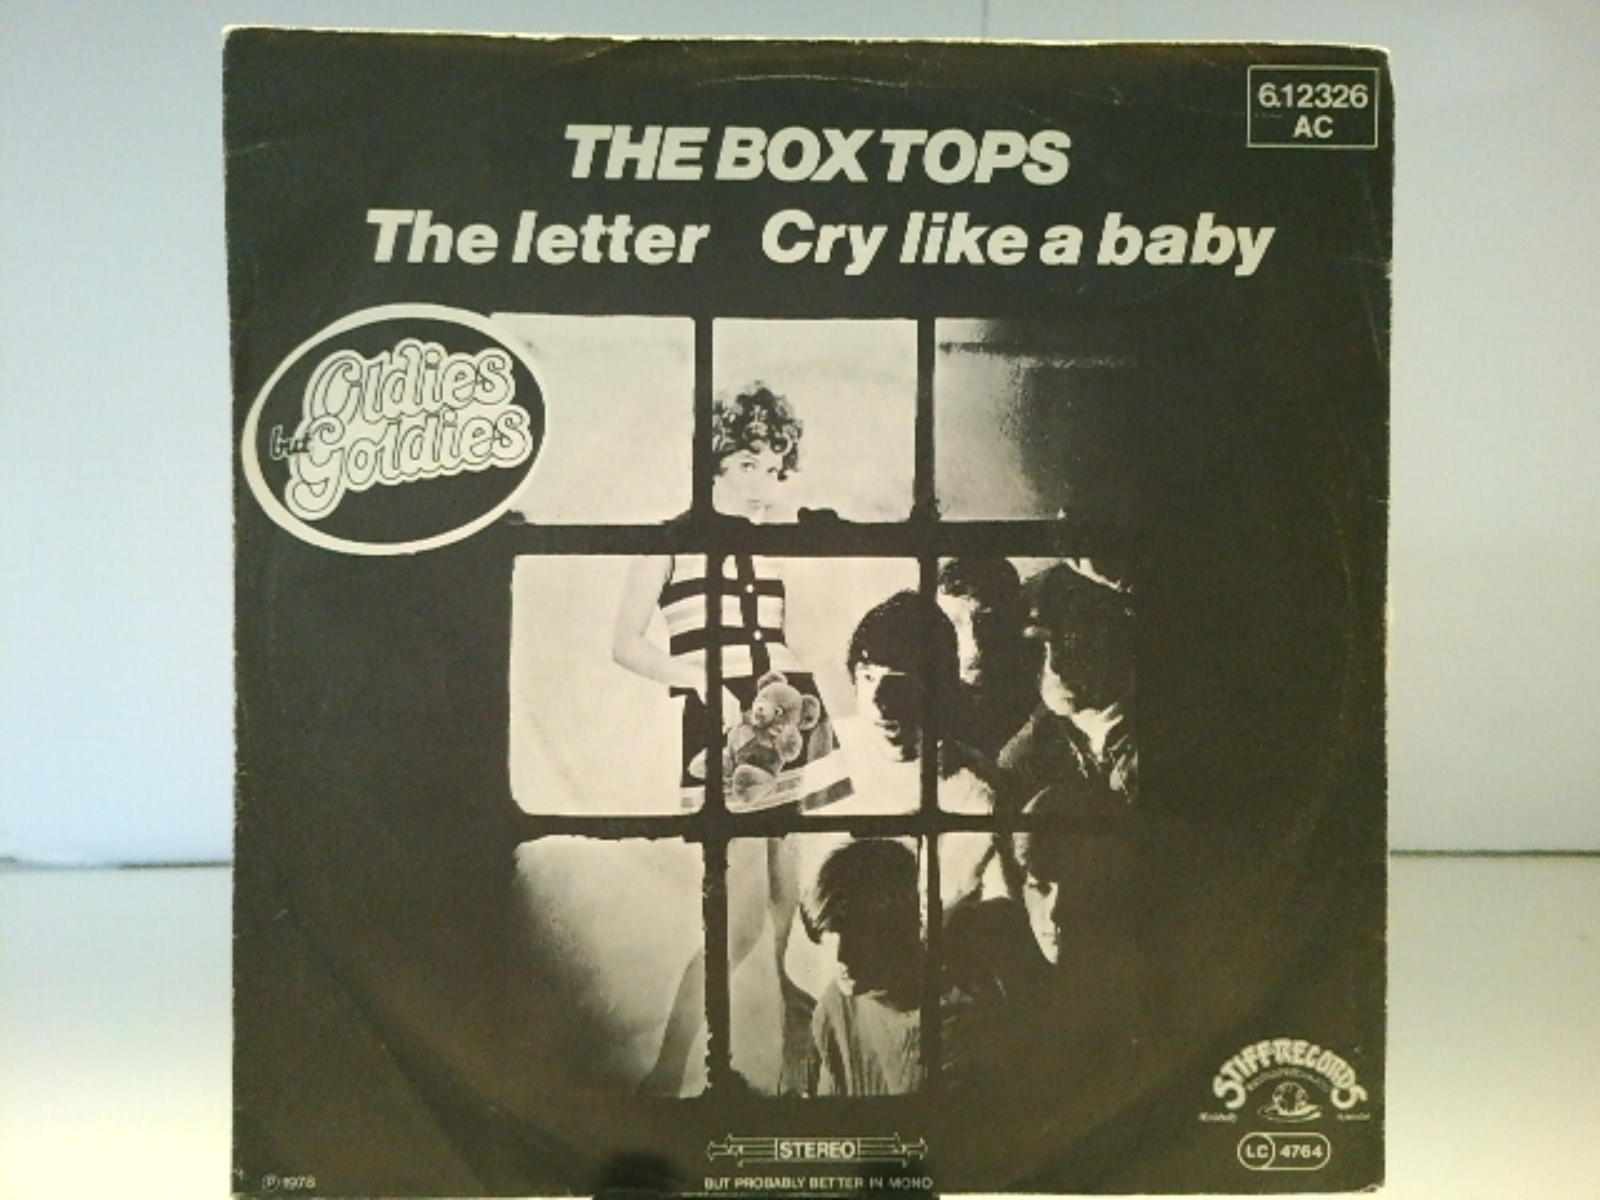 6.12326
AC
THE BOX TOPS
The letter Cry like a baby
Oldies
but
Goldies
STIFF RECORDS
STEREO
LC 4764
BUT PROBABLY BETTER IN MONO
℗ 1978